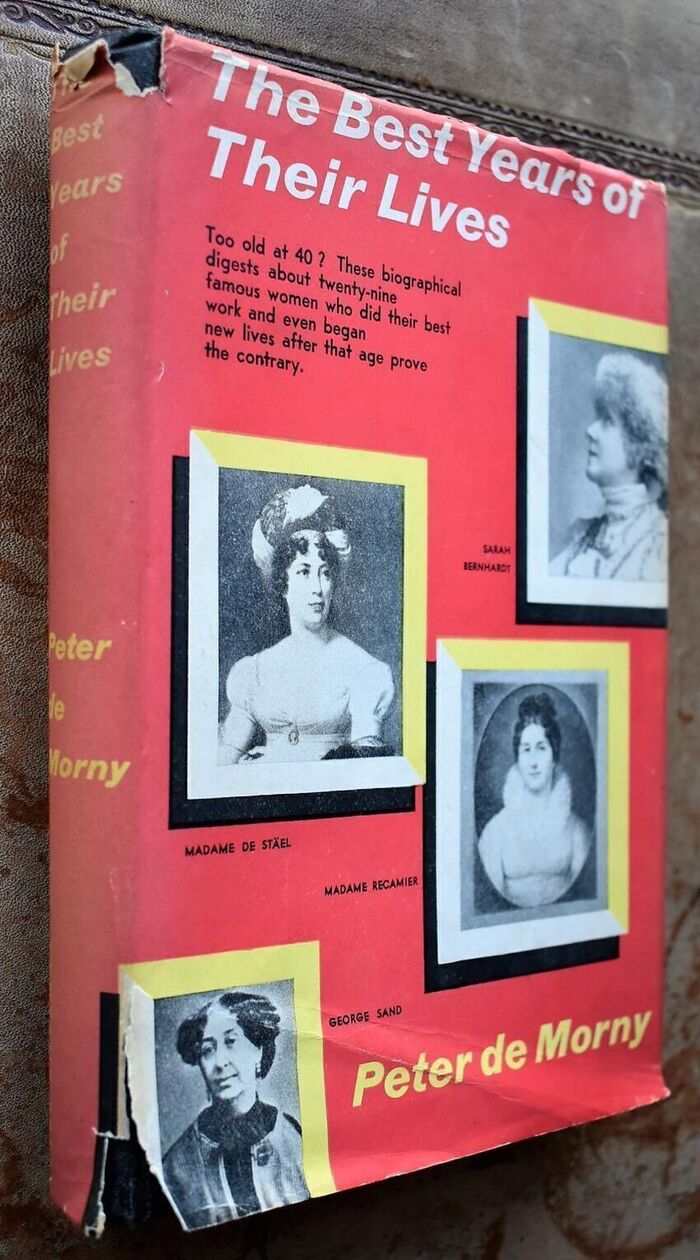 The Best Years of
Their Lives
Too old at 40 ? These biographical
digests about twenty-nine
famous women who did their best
work and even began
new lives after that age prove
the contrary.
SARAH
BERNHARDT
MADAME DE STÄEL
MADAME RECAMIER
GEORGE SAND
Peter de Morny
Best
Years
of
Their
Lives
Peter
de
Morny